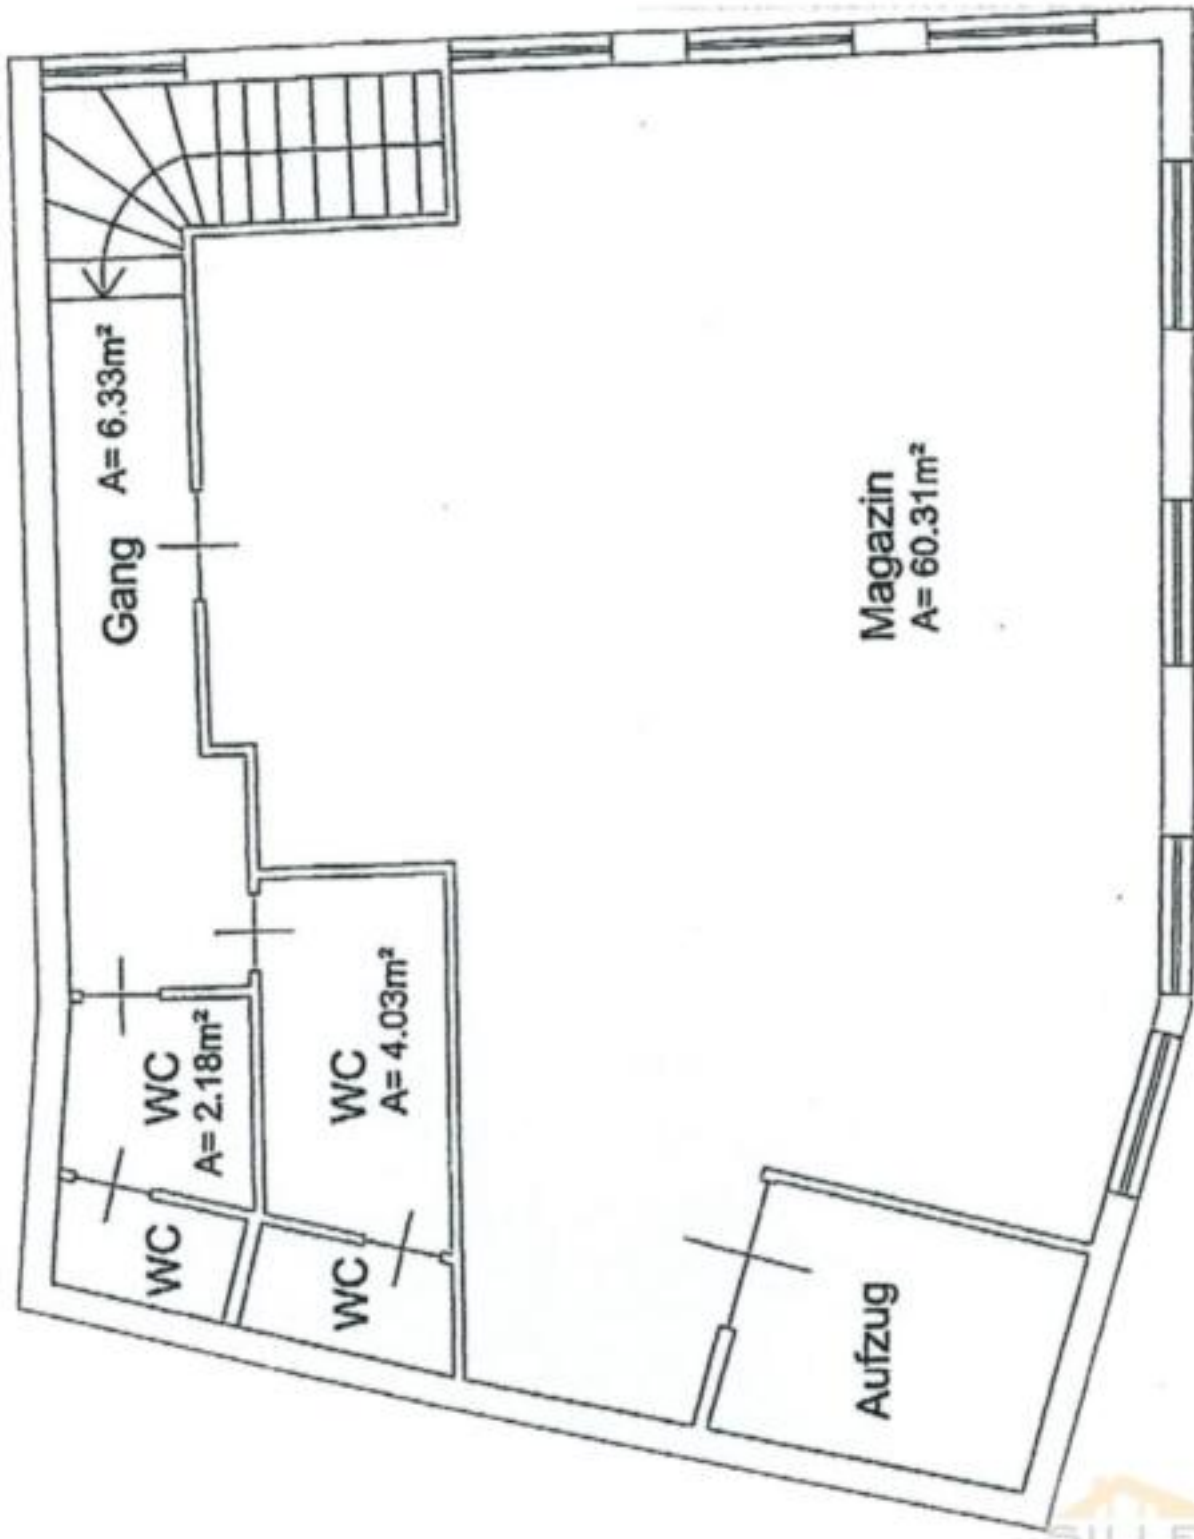 Gang A= 6.33m²
Magazin
A= 60.31m²
WC
A= 2.18m²
WC
A= 4.03m²
WC
WC
Aufzug